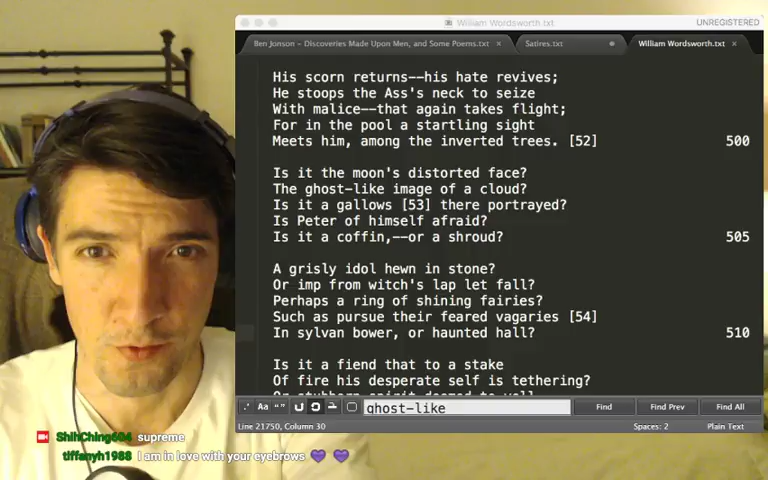 William Wordsworth.txt
UNREGISTERED
Ben Jonson - Discoveries Made Upon Men, and Some Poems.txt
Satires.txt
William Wordsworth.txt
His scorn returns--his hate revives;
He stoops the Ass's neck to seize
With malice--that again takes flight;
For in the pool a startling sight
Meets him, among the inverted trees. [52] 500
Is it the moon's distorted face?
The ghost-like image of a cloud?
Is it a gallows [53] there portrayed?
Is Peter of himself afraid?
Is it a coffin,--or a shroud? 505
A grisly idol hewn in stone?
Or imp from witch's lap let fall?
Perhaps a ring of shining fairies?
Such as pursue their feared vagaries [54]
In sylvan bower, or haunted hall? 510
Is it a fiend that to a stake
Of fire his desperate self is tethering?
.* Aa “” ghost-like Find Find Prev Find All
Line 21750, Column 30 Spaces: 2 Plain Text
ShihChing604 supreme
tiffanyh1988 I am in love with your eyebrows 💜 💜